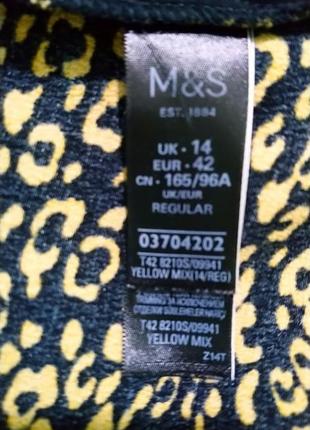 M&S
EST. 1884
UK · 14
EUR · 42
CN · 165/96A
UK/EUR
REGULAR
03704202
T42 8210S/09941
YELLOW MIX(14/REG)
T42 8210S/09941
YELLOW MIX
Z14T